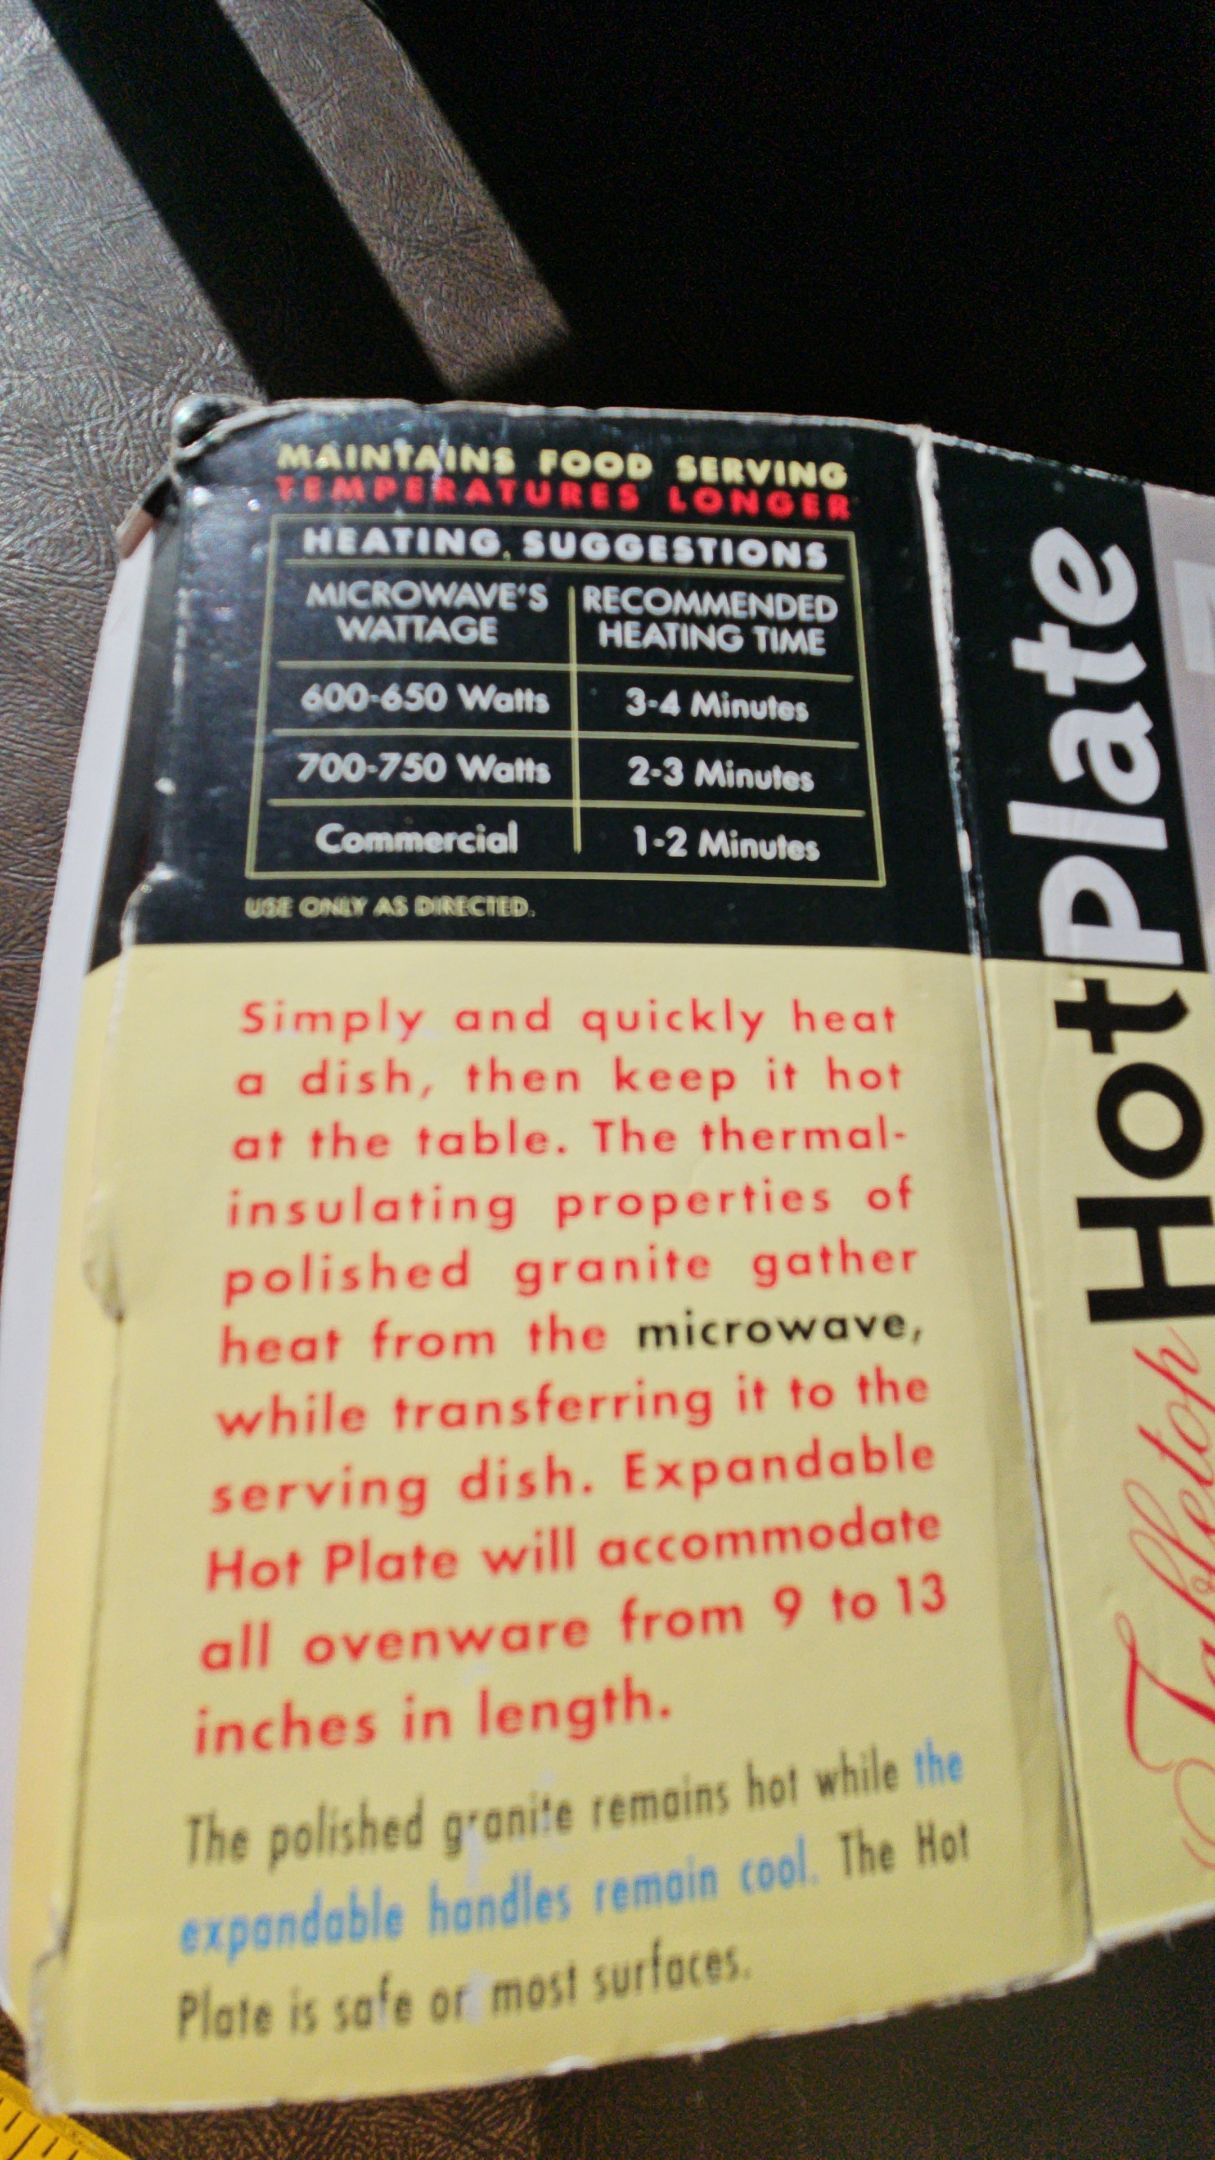 MAINTAINS FOOD SERVING
TEMPERATURES LONGER
HEATING SUGGESTIONS
MICROWAVE'S WATTAGE
RECOMMENDED HEATING TIME
600-650 Watts 3-4 Minutes
700-750 Watts 2-3 Minutes
Commercial 1-2 Minutes
USE ONLY AS DIRECTED.
Simply and quickly heat
a dish, then keep it hot
at the table. The thermal-
insulating properties of
polished granite gather
heat from the microwave,
while transferring it to the
serving dish. Expandable
Hot Plate will accommodate
all ovenware from 9 to 13
inches in length.
The polished granite remains hot while the
expandable handles remain cool. The Hot
Plate is safe on most surfaces.
Tabletop HotPlate